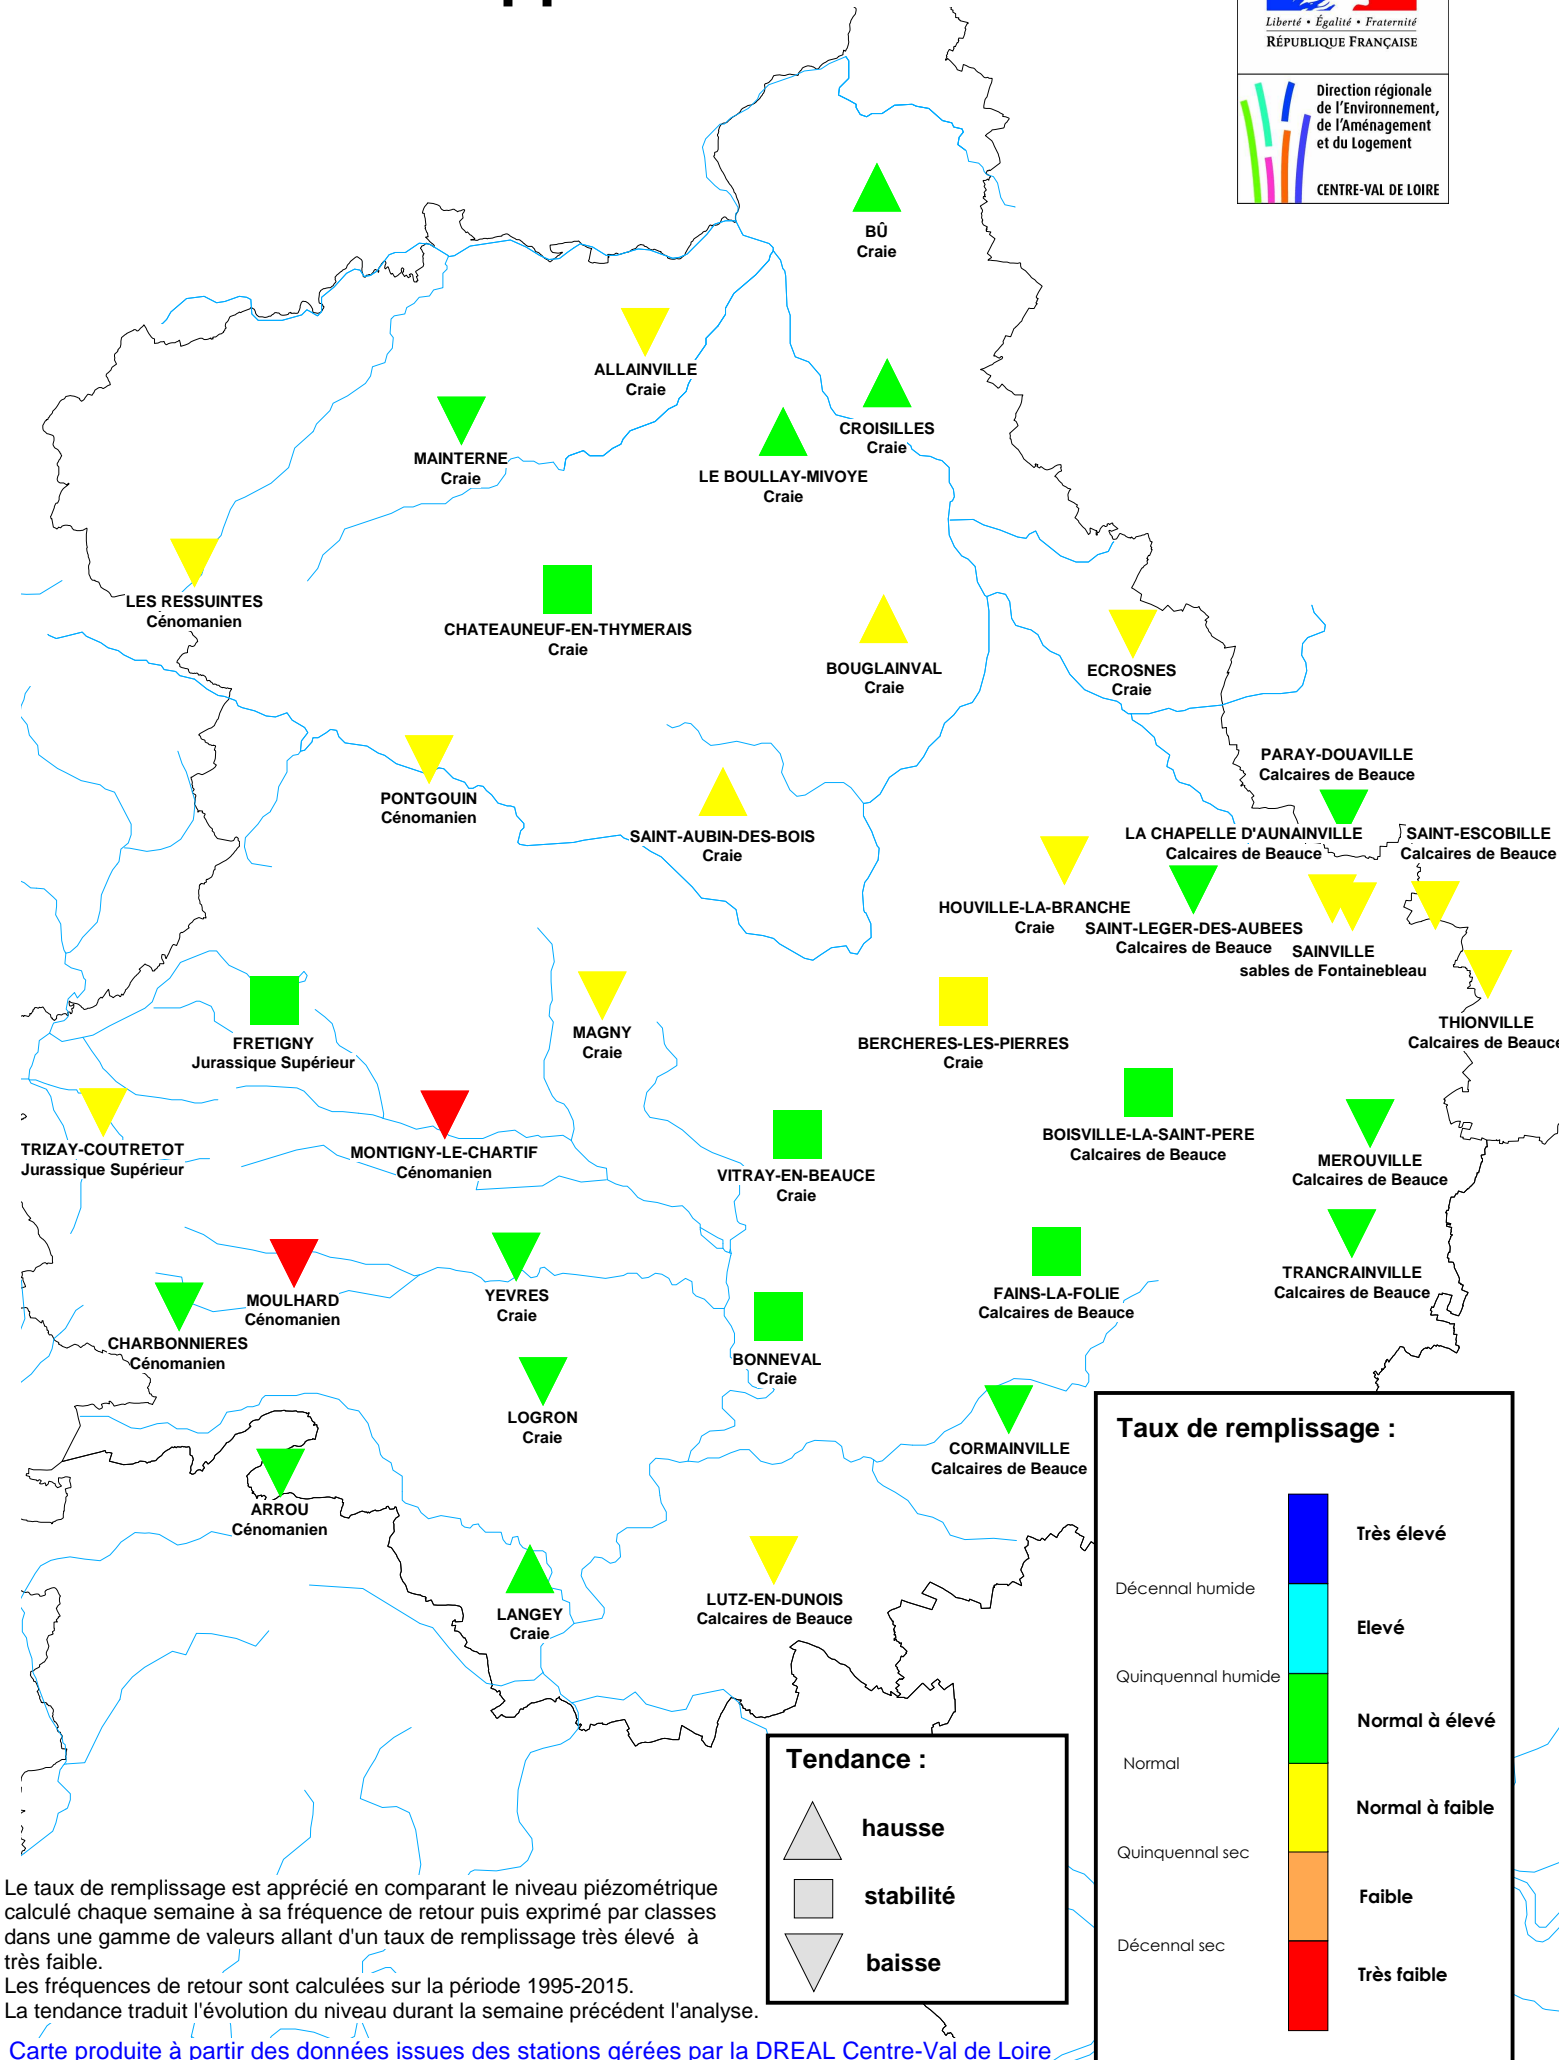 Liberté • Égalité • Fraternité
RÉPUBLIQUE FRANÇAISE
Direction régionale
de l'Environnement,
de l'Aménagement
et du Logement
CENTRE-VAL DE LOIRE
BÛ
Craie
ALLAINVILLE
Craie
CROISILLES
Craie
MAINTERNE
Craie
LE BOULLAY-MIVOYE
Craie
LES RESSUINTES
Cénomanien
CHATEAUNEUF-EN-THYMERAIS
Craie
BOUGLAINVAL
Craie
ECROSNES
Craie
PARAY-DOUAVILLE
Calcaires de Beauce
PONTGOUIN
Cénomanien
SAINT-AUBIN-DES-BOIS
Craie
LA CHAPELLE D'AUNAINVILLE
Calcaires de Beauce
SAINT-ESCOBILLE
Calcaires de Beauce
HOUVILLE-LA-BRANCHE
Craie
SAINT-LEGER-DES-AUBEES
Calcaires de Beauce
SAINVILLE
sables de Fontainebleau
THIONVILLE
Calcaires de Beauce
FRETIGNY
Jurassique Supérieur
MAGNY
Craie
BERCHERES-LES-PIERRES
Craie
TRIZAY-COUTRETOT
Jurassique Supérieur
MONTIGNY-LE-CHARTIF
Cénomanien
VITRAY-EN-BEAUCE
Craie
BOISVILLE-LA-SAINT-PERE
Calcaires de Beauce
MEROUVILLE
Calcaires de Beauce
TRANCRAINVILLE
Calcaires de Beauce
MOULHARD
Cénomanien
YEVRES
Craie
FAINS-LA-FOLIE
Calcaires de Beauce
CHARBONNIERES
Cénomanien
BONNEVAL
Craie
LOGRON
Craie
CORMAINVILLE
Calcaires de Beauce
ARROU
Cénomanien
LANGEY
Craie
LUTZ-EN-DUNOIS
Calcaires de Beauce
Taux de remplissage :
Très élevé
Décennal humide
Elevé
Quinquennal humide
Normal à élevé
Normal
Normal à faible
Quinquennal sec
Faible
Décennal sec
Très faible
Tendance :
hausse
stabilité
baisse
Le taux de remplissage est apprécié en comparant le niveau piézométrique
calculé chaque semaine à sa fréquence de retour puis exprimé par classes
dans une gamme de valeurs allant d'un taux de remplissage très élevé à
très faible.
Les fréquences de retour sont calculées sur la période 1995-2015.
La tendance traduit l'évolution du niveau durant la semaine précédent l'analyse.
Carte produite à partir des données issues des stations gérées par la DREAL Centre-Val de Loire